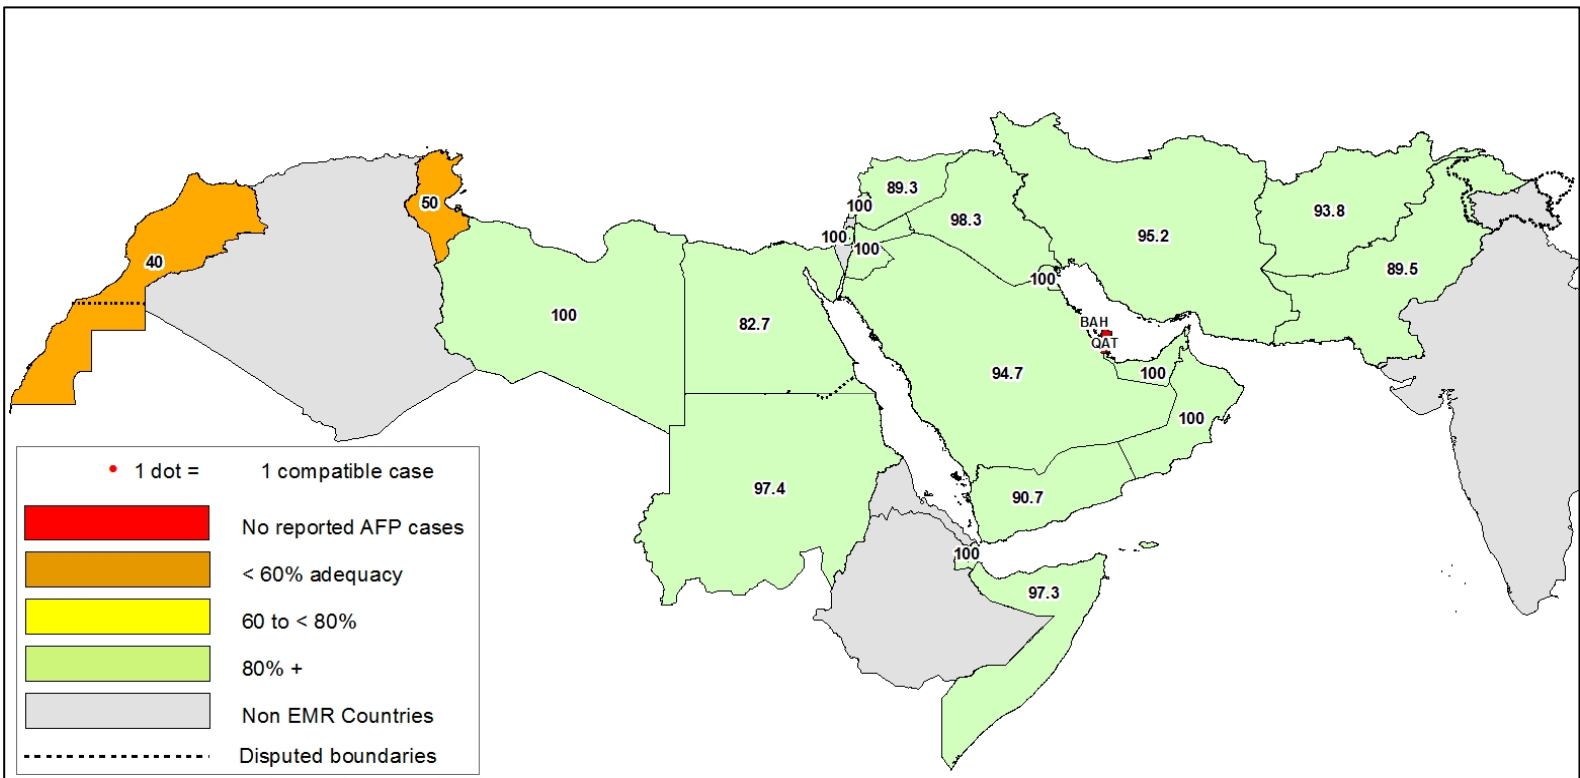 89.3
93.8
50
100
98.3
100
95.2
100
40
89.5
100
100
82.7
BAH
QAT
94.7
100
100
1 dot = 1 compatible case
97.4
90.7
No reported AFP cases
100
< 60% adequacy
97.3
60 to < 80%
80% +
Non EMR Countries
Disputed boundaries